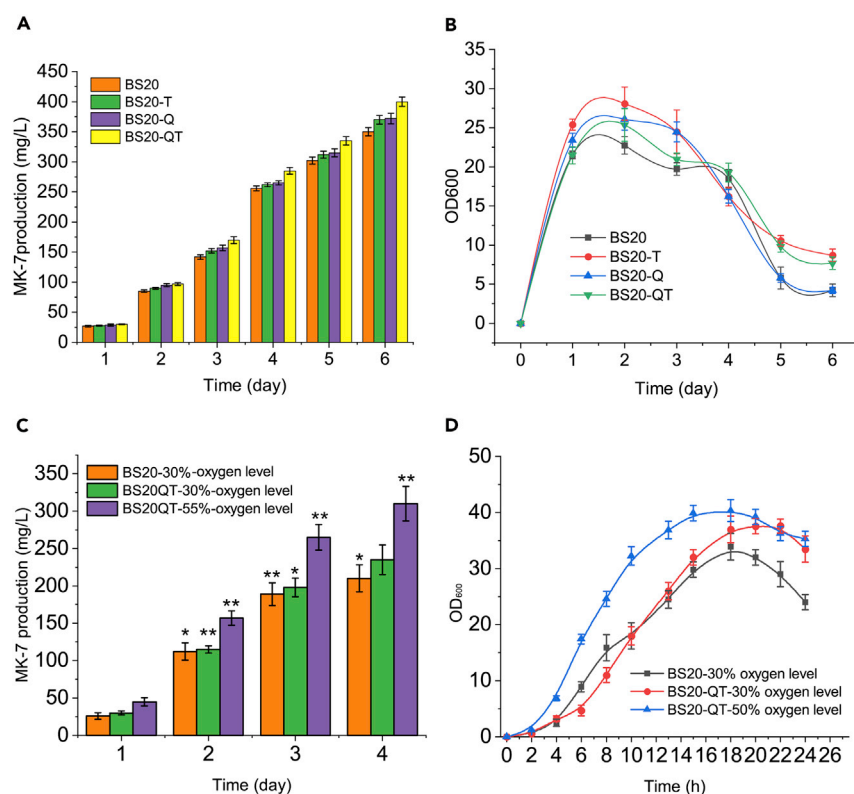 A
MK-7production (mg/L)
450
400
350
300
250
200
150
100
50
0
BS20
BS20-T
BS20-Q
BS20-QT
1 2 3 4 5 6
Time (day)
B
OD600
35
30
25
20
15
10
5
0
BS20
BS20-T
BS20-Q
BS20-QT
0 1 2 3 4 5 6
Time (day)
C
MK-7 production (mg/L)
350
300
250
200
150
100
50
0
BS20-30%-oxygen level
BS20QT-30%-oxygen level
BS20QT-55%-oxygen level
* ** **
** * **
* **
1 2 3 4
Time (day)
D
OD600
50
40
30
20
10
0
BS20-30% oxygen level
BS20-QT-30% oxygen level
BS20-QT-50% oxygen level
0 2 4 6 8 10 12 14 16 18 20 22 24 26
Time (h)